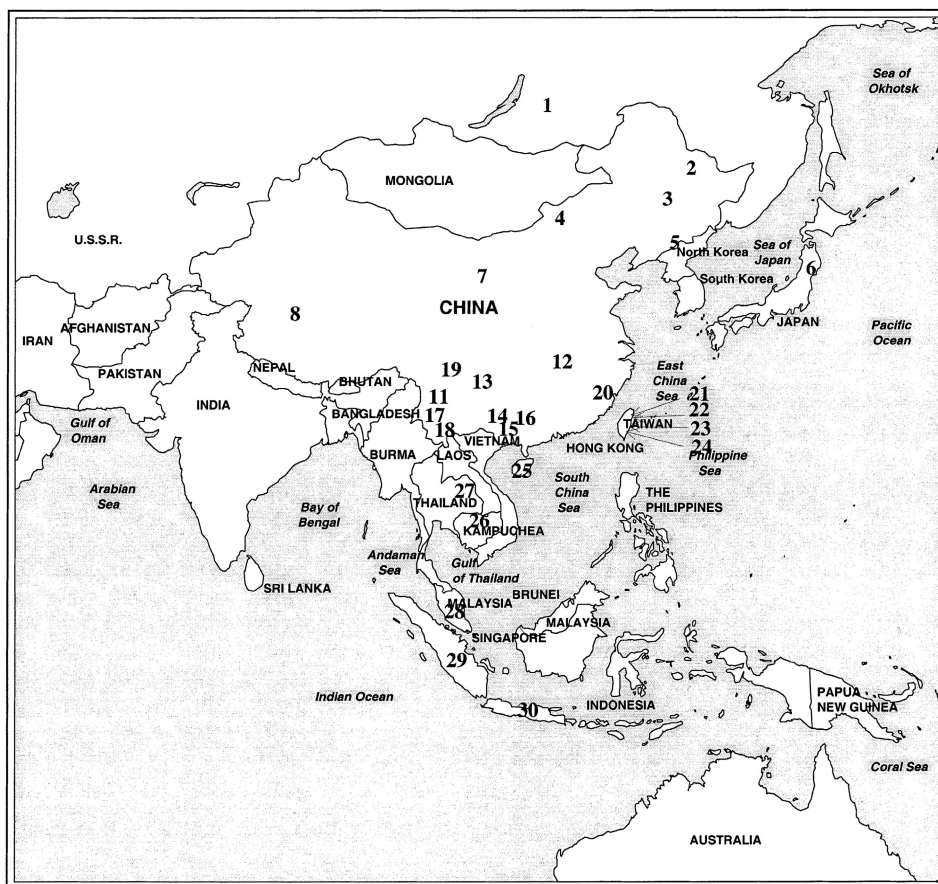 Sea of
Okhotsk
1
2
MONGOLIA
3
4
U.S.S.R.
5
North Korea
Sea of
Japan
6
7
South Korea
CHINA
8
AFGHANISTAN
IRAN
JAPAN
Pacific
Ocean
PAKISTAN
NEPAL
BHUTAN
19
13
12
East
China
Sea
INDIA
11
20
21
BANGLADESH
17
14
16
22
Gulf of
Oman
18
15
TAIWAN
23
VIETNAM
HONG KONG
24
BURMA
LAOS
Philippine
Sea
25
South
China
Sea
Arabian
Sea
27
THAILAND
THE
PHILIPPINES
Bay of
Bengal
26
KAMPUCHEA
Andaman
Sea
Gulf
of Thailand
SRI LANKA
BRUNEI
MALAYSIA
28
MALAYSIA
SINGAPORE
29
Indian Ocean
30
INDONESIA
PAPUA
NEW GUINEA
Coral Sea
AUSTRALIA